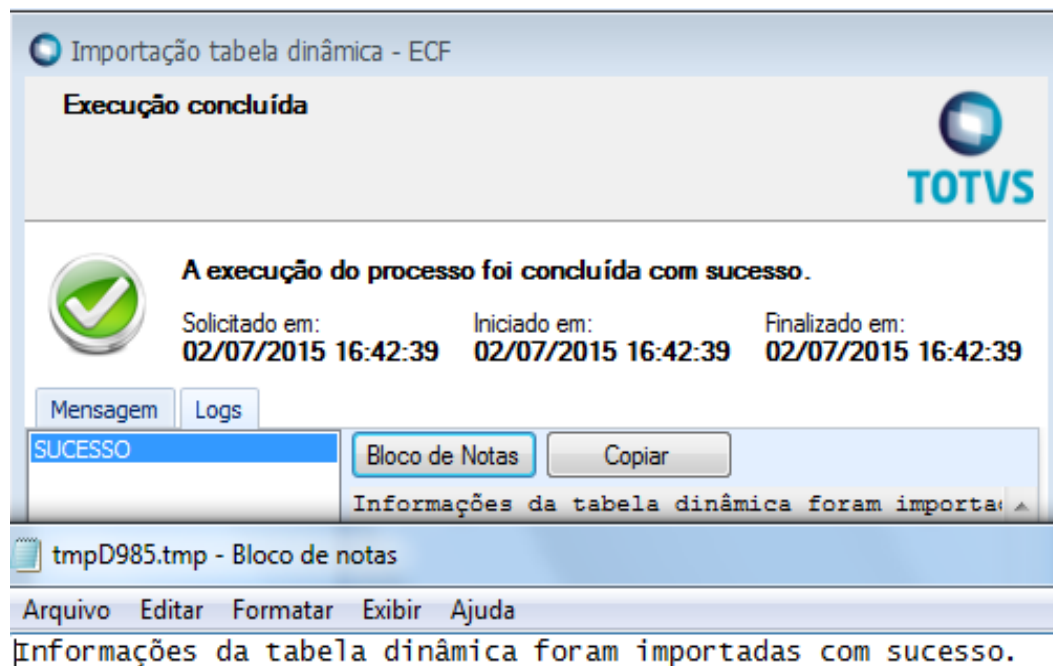 Importação tabela dinâmica - ECF
Execução concluída
TOTVS
A execução do processo foi concluída com sucesso.
Solicitado em: Iniciado em: Finalizado em:
02/07/2015 16:42:39 02/07/2015 16:42:39 02/07/2015 16:42:39
Mensagem Logs
SUCESSO Bloco de Notas Copiar
Informações da tabela dinâmica foram importa
tmpD985.tmp - Bloco de notas
Arquivo Editar Formatar Exibir Ajuda
Informações da tabela dinâmica foram importadas com sucesso.